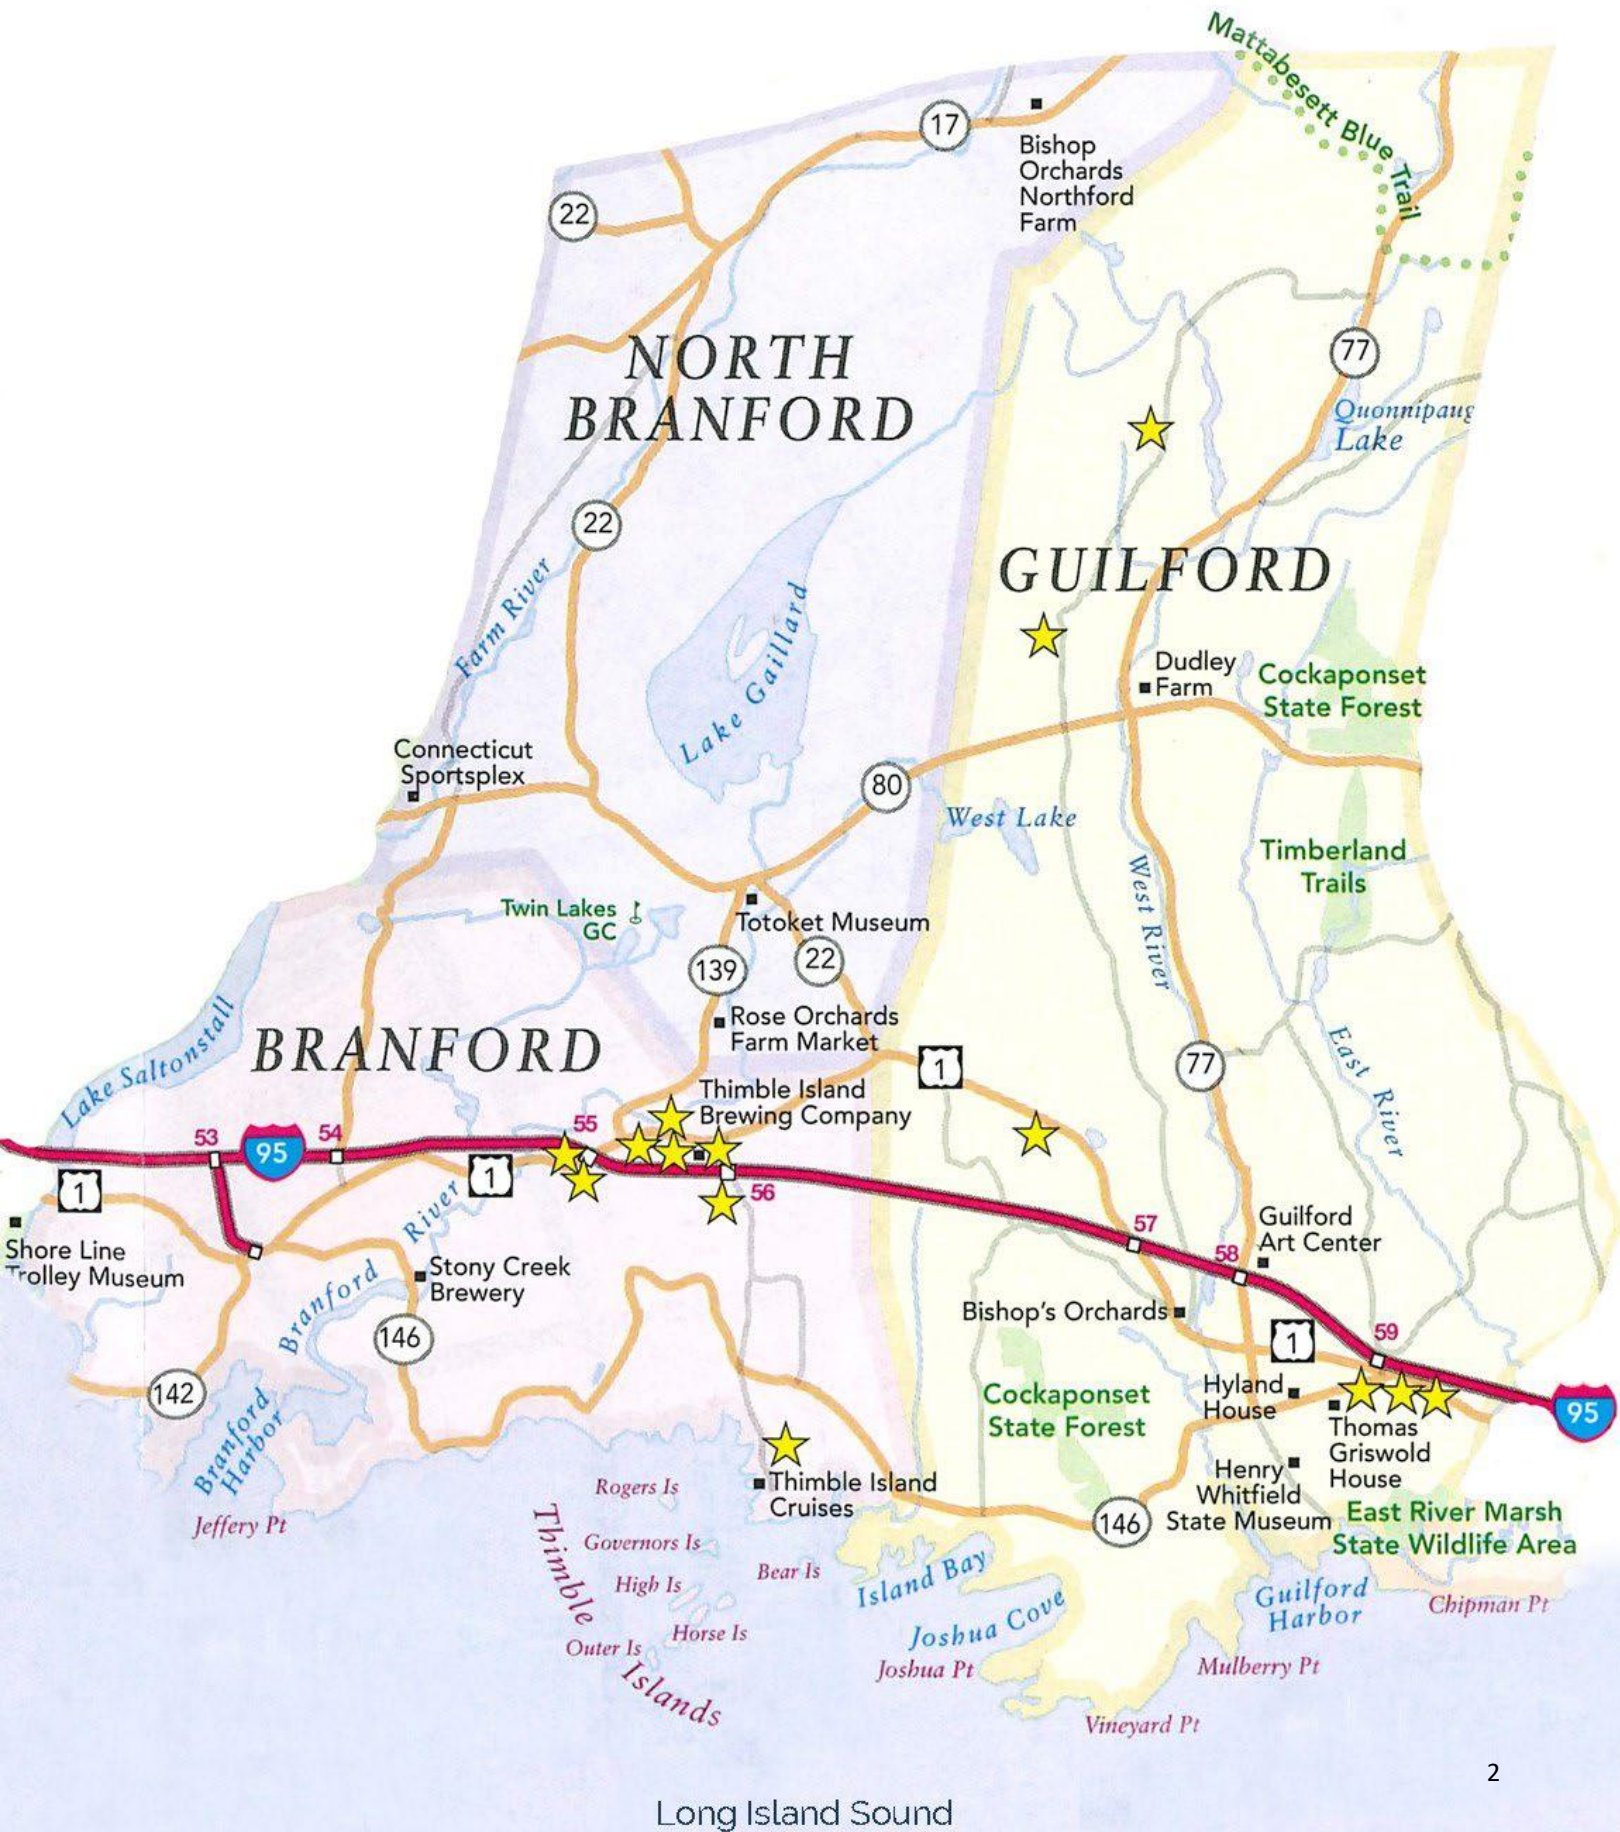 Mattabesett Blue Trail
17
Bishop
Orchards
Northford
Farm
22
77
NORTH
BRANFORD
Quonnipaug
Lake
22
GUILFORD
Farm River
Lake Gaillard
Dudley
Farm
Cockaponset
State Forest
Connecticut
Sportsplex
80
West Lake
Timberland
Trails
West River
Twin Lakes
GC
Totoket Museum
139
22
Rose Orchards
Farm Market
BRANFORD
Lake Saltonstall
1
77
East River
Thimble Island
Brewing Company
53
95
54
55
1
1
56
57
58
59
River
Branford
Shore Line
Trolley Museum
Stony Creek
Brewery
Guilford
Art Center
Bishop's Orchards
1
146
142
Hyland
House
95
Cockaponset
State Forest
Thomas
Griswold
House
Branford
Harbor
Henry
Whitfield
State Museum
Thimble Island
Cruises
Rogers Is
146
East River Marsh
State Wildlife Area
Jeffery Pt
Thimble
Islands
Governors Is
High Is
Bear Is
Island Bay
Horse Is
Outer Is
Joshua Cove
Joshua Pt
Guilford
Harbor
Chipman Pt
Mulberry Pt
Vineyard Pt
2
Long Island Sound